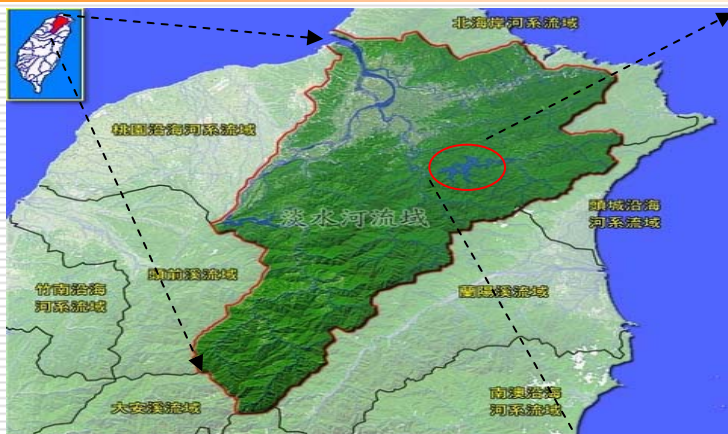 北海岸河系流域
桃園沿海河系流域
淡水河流域
頭城沿海
河系流域
頭前溪流域
竹南沿海
河系流域
蘭陽溪流域
大安溪流域
南澳沿海
河系流域